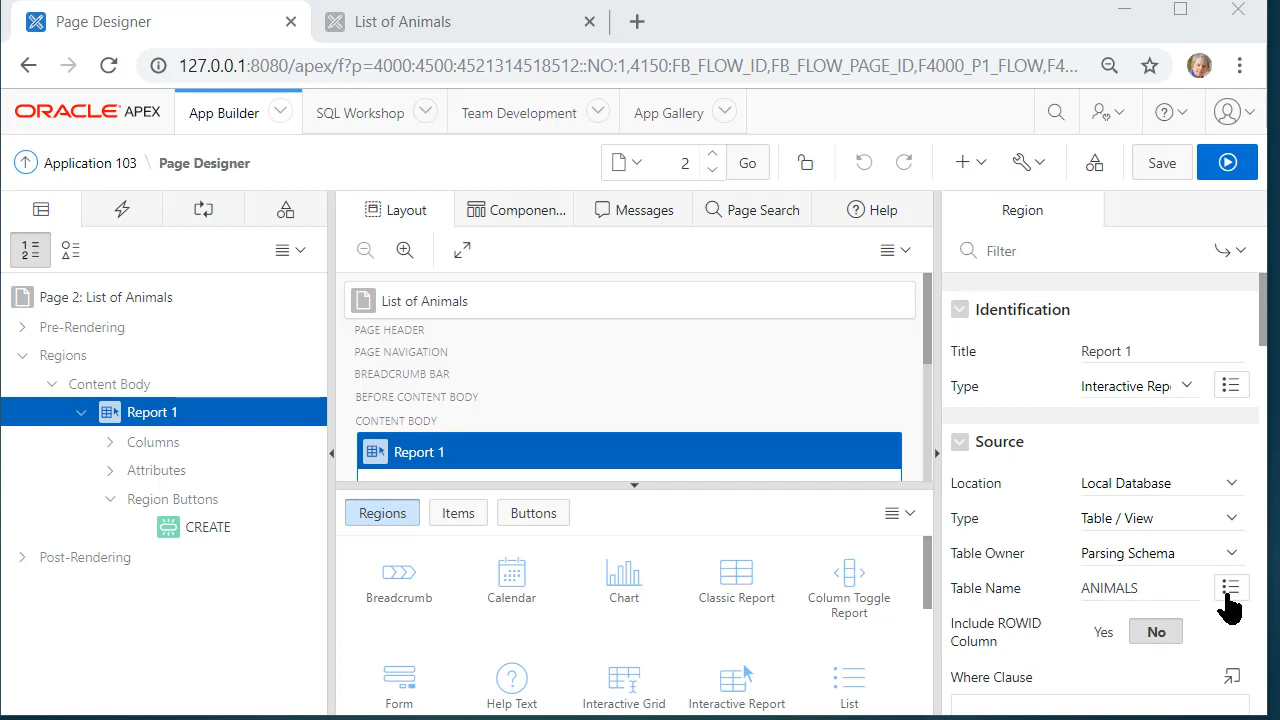 Page Designer
List of Animals
127.0.0.1:8080/apex/f?p=4000:4500:4521314518512::NO:1,4150:FB_FLOW_ID,FB_FLOW_PAGE_ID,F4000_P1_FLOW,F4...
ORACLE APEX App Builder SQL Workshop Team Development App Gallery
Application 103 \ Page Designer 2 Go Save
Layout Componen... Messages Page Search Help Region
Filter
Page 2: List of Animals
Pre-Rendering
Regions
Content Body
Report 1
Columns
Attributes
Region Buttons
CREATE
Post-Rendering
List of Animals
PAGE HEADER
PAGE NAVIGATION
BREADCRUMB BAR
BEFORE CONTENT BODY
CONTENT BODY
Report 1
Regions Items Buttons
Breadcrumb Calendar Chart Classic Report Column Toggle
Report
Form Help Text Interactive Grid Interactive Report List
Identification
Title Report 1
Type Interactive Rep
Source
Location Local Database
Type Table / View
Table Owner Parsing Schema
Table Name ANIMALS
Include ROWID
Column Yes No
Where Clause